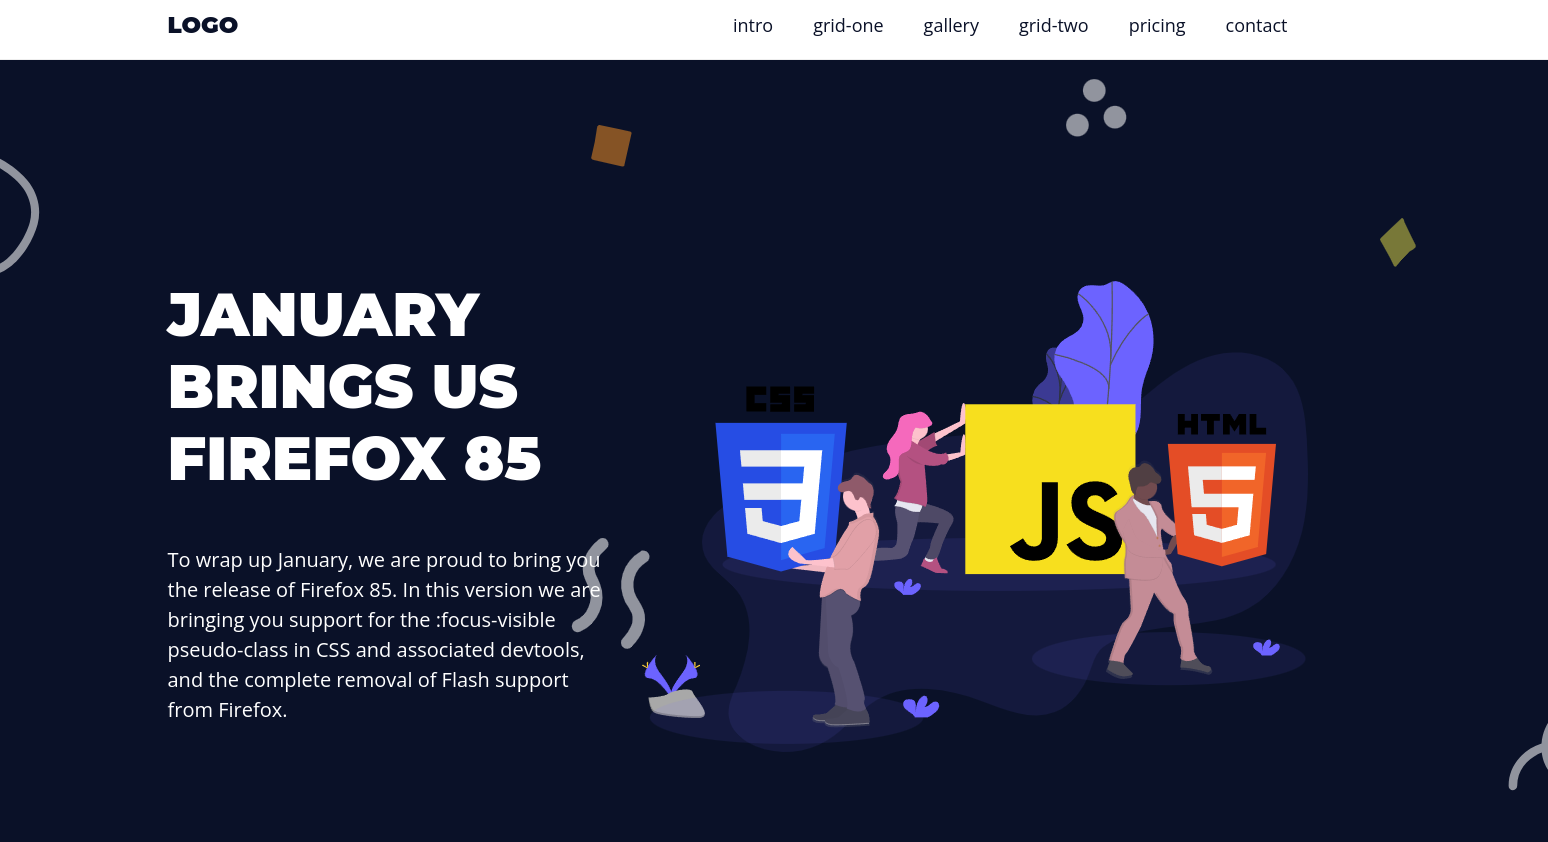 LOGO
intro
grid-one
gallery
grid-two
pricing
contact
JANUARY
BRINGS US
FIREFOX 85
To wrap up January, we are proud to bring you
the release of Firefox 85. In this version we are
bringing you support for the :focus-visible
pseudo-class in CSS and associated devtools,
and the complete removal of Flash support
from Firefox.
CSS
3
JS
HTML
5